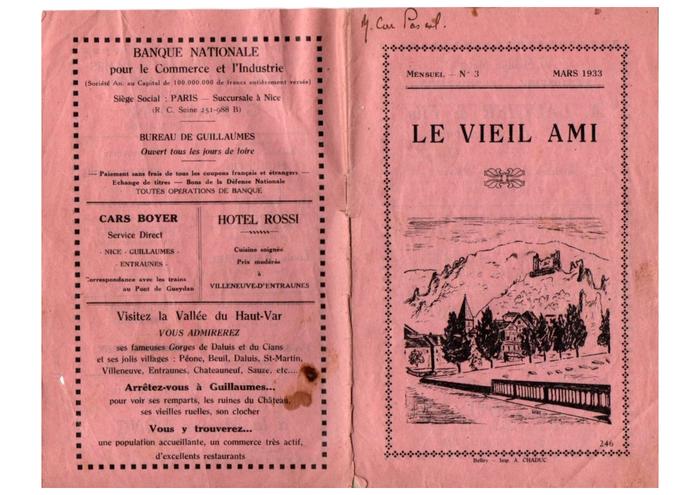 BANQUE NATIONALE
pour le Commerce et l'Industrie
(Société An. au Capital de 100.000.000 de francs entièrement versés)
Siège Social : PARIS — Succursale à Nice
(R. C. Seine 251-988 B)
BUREAU DE GUILLAUMES
Ouvert tous les jours de foire
— Paiement sans frais de tous les coupons français et étrangers —
Echange de titres — Bons de la Défense Nationale
TOUTES OPERATIONS DE BANQUE
CARS BOYER
Service Direct
- NICE - GUILLAUMES -
- ENTRAUNES -
Correspondance avec les trains
au Pont de Gueydan
HOTEL ROSSI
Cuisine soignée
Prix modérés
à
VILLENEUVE-D'ENTRAUNES
Visitez la Vallée du Haut-Var
VOUS ADMIREREZ
ses fameuses Gorges de Daluis et du Cians
et ses jolis villages : Péone, Beuil, Daluis, St-Martin,
Villeneuve, Entraunes, Chateauneuf, Sauze, etc....
Arrêtez-vous à Guillaumes...
pour voir ses remparts, les ruines du Château,
ses vieilles ruelles, son clocher
Vous y trouverez...
une population accueillante, un commerce très actif,
d'excellents restaurants
MENSUEL - N° 3
MARS 1933
LE VIEIL AMI
246
Belley - Imp. A. CHADUC